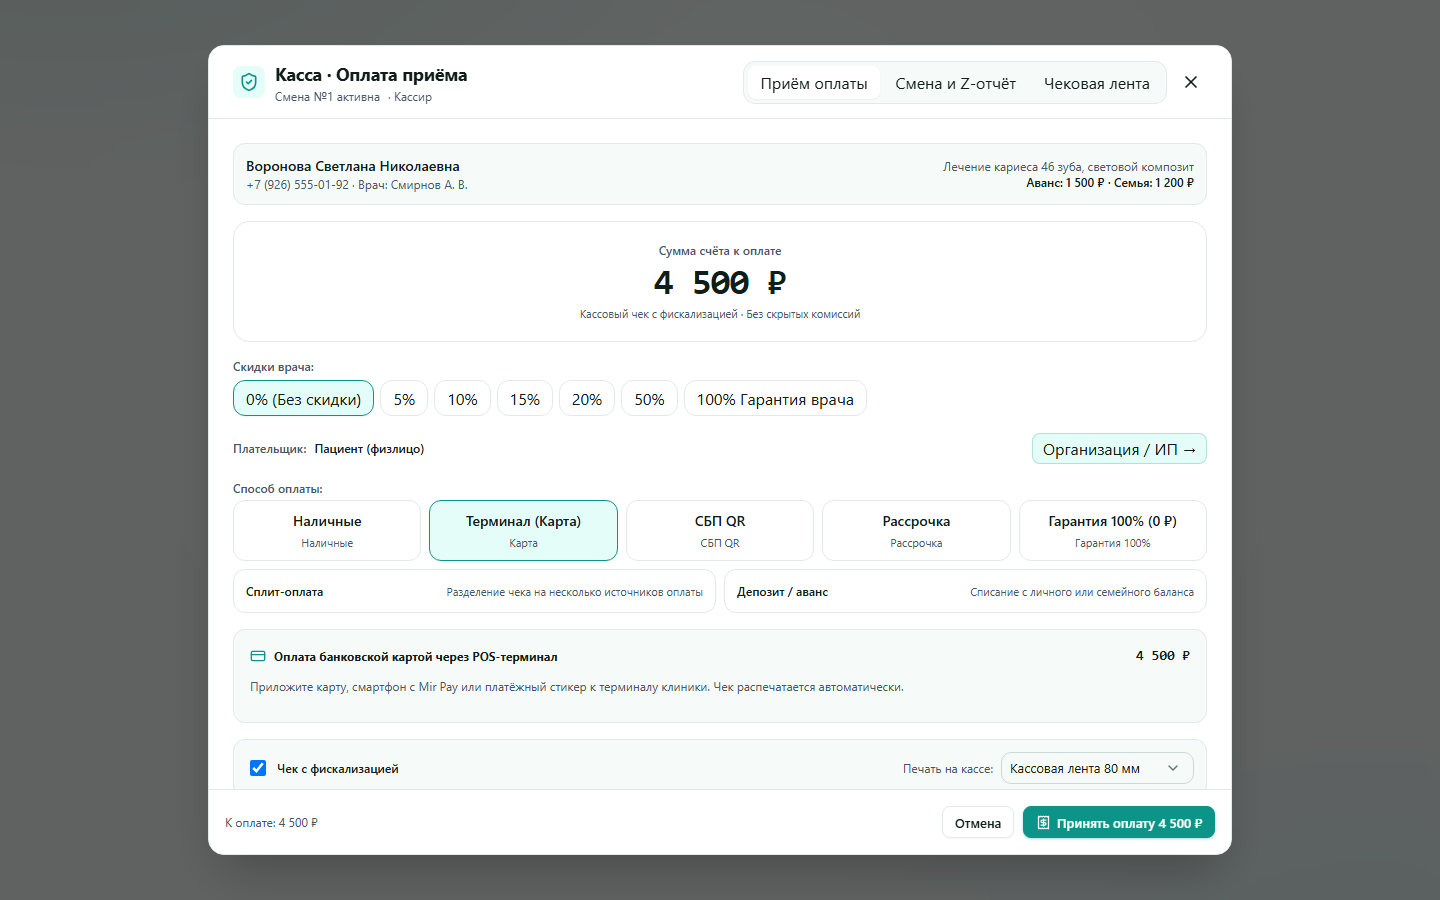 Касса · Оплата приёма
Смена №1 активна · Кассир
Приём оплаты
Смена и Z-отчёт
Чековая лента
Воронова Светлана Николаевна
+7 (926) 555-01-92 · Врач: Смирнов А. В.
Лечение кариеса 46 зуба, световой композит
Аванс: 1 500 ₽ · Семья: 1 200 ₽
Сумма счёта к оплате
4 500 ₽
Кассовый чек с фискализацией · Без скрытых комиссий
Скидки врача:
0% (Без скидки)
5%
10%
15%
20%
50%
100% Гарантия врача
Плательщик: Пациент (физлицо)
Организация / ИП →
Способ оплаты:
Наличные
Наличные
Терминал (Карта)
Карта
СБП QR
СБП QR
Рассрочка
Рассрочка
Гарантия 100% (0 ₽)
Гарантия 100%
Сплит-оплата
Разделение чека на несколько источников оплаты
Депозит / аванс
Списание с личного или семейного баланса
Оплата банковской картой через POS-терминал
4 500 ₽
Приложите карту, смартфон с Mir Pay или платёжный стикер к терминалу клиники. Чек распечатается автоматически.
Чек с фискализацией
Печать на кассе:
Кассовая лента 80 мм
К оплате: 4 500 ₽
Отмена
Принять оплату 4 500 ₽